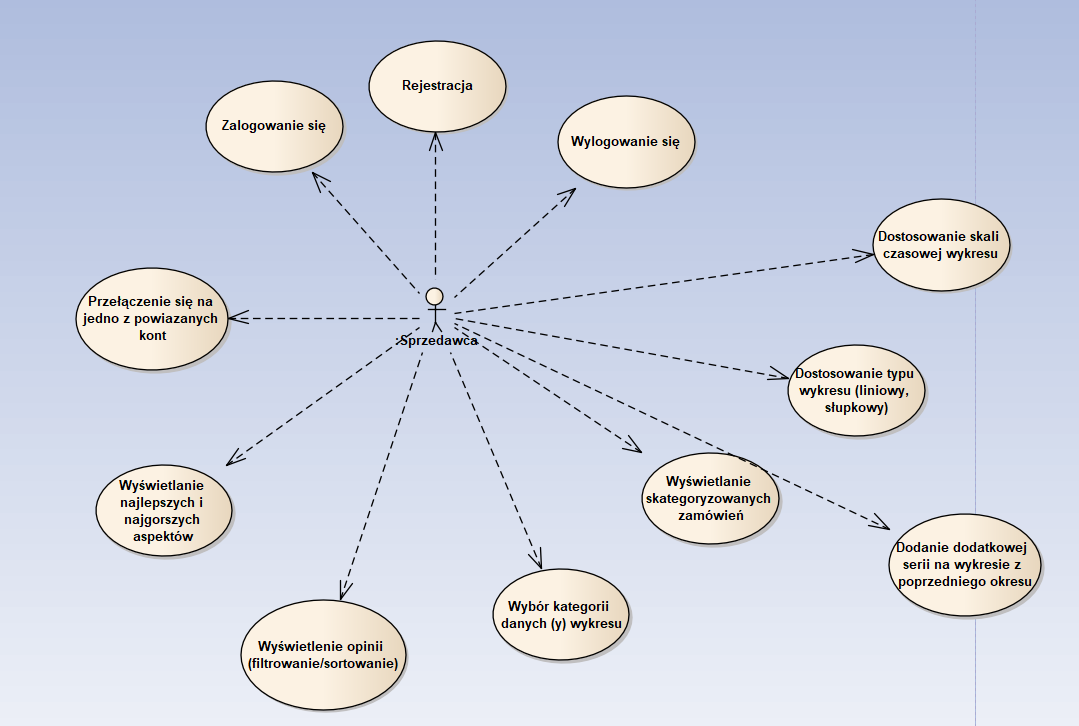 Rejestracja
Zalogowanie się
Wylogowanie się
Dostosowanie skali
czasowej wykresu
Przełączenie się na
jedno z powiazanych
kont
Sprzedawca
Dostosowanie typu
wykresu (liniowy,
słupkowy)
Wyświetlanie
najlepszych i
najgorszych
aspektów
Wyświetlanie
skategoryzowanych
zamówień
Dodanie dodatkowej
serii na wykresie z
poprzedniego okresu
Wybór kategorii
danych (y) wykresu
Wyświetlenie opinii
(filtrowanie/sortowanie)